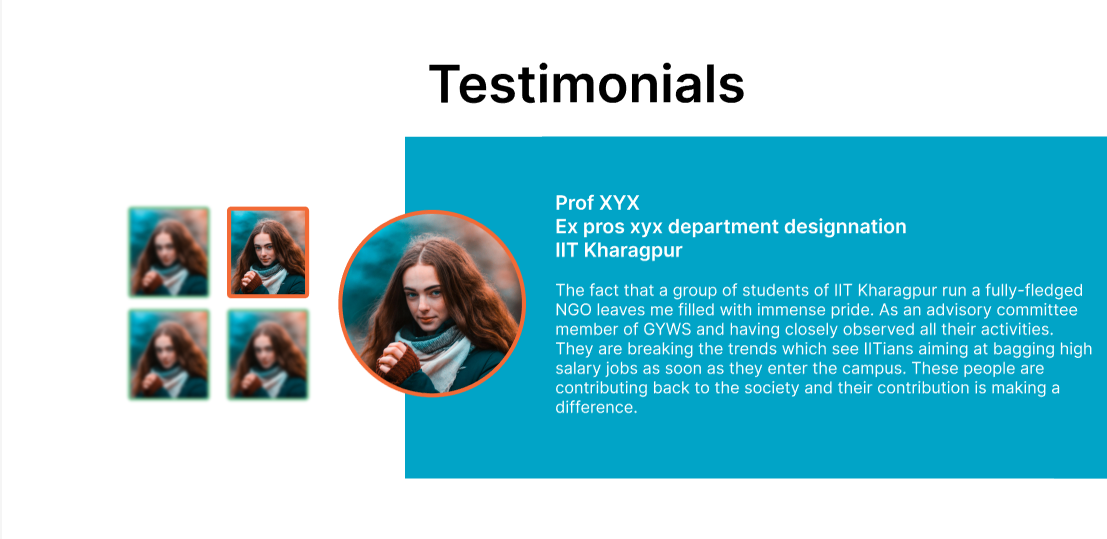 Testimonials
Prof XYX
Ex pros xyx department designnation
IIT Kharagpur
The fact that a group of students of IIT Kharagpur run a fully-fledged
NGO leaves me filled with immense pride. As an advisory committee
member of GYWS and having closely observed all their activities.
They are breaking the trends which see IITians aiming at bagging high
salary jobs as soon as they enter the campus. These people are
contributing back to the society and their contribution is making a
difference.